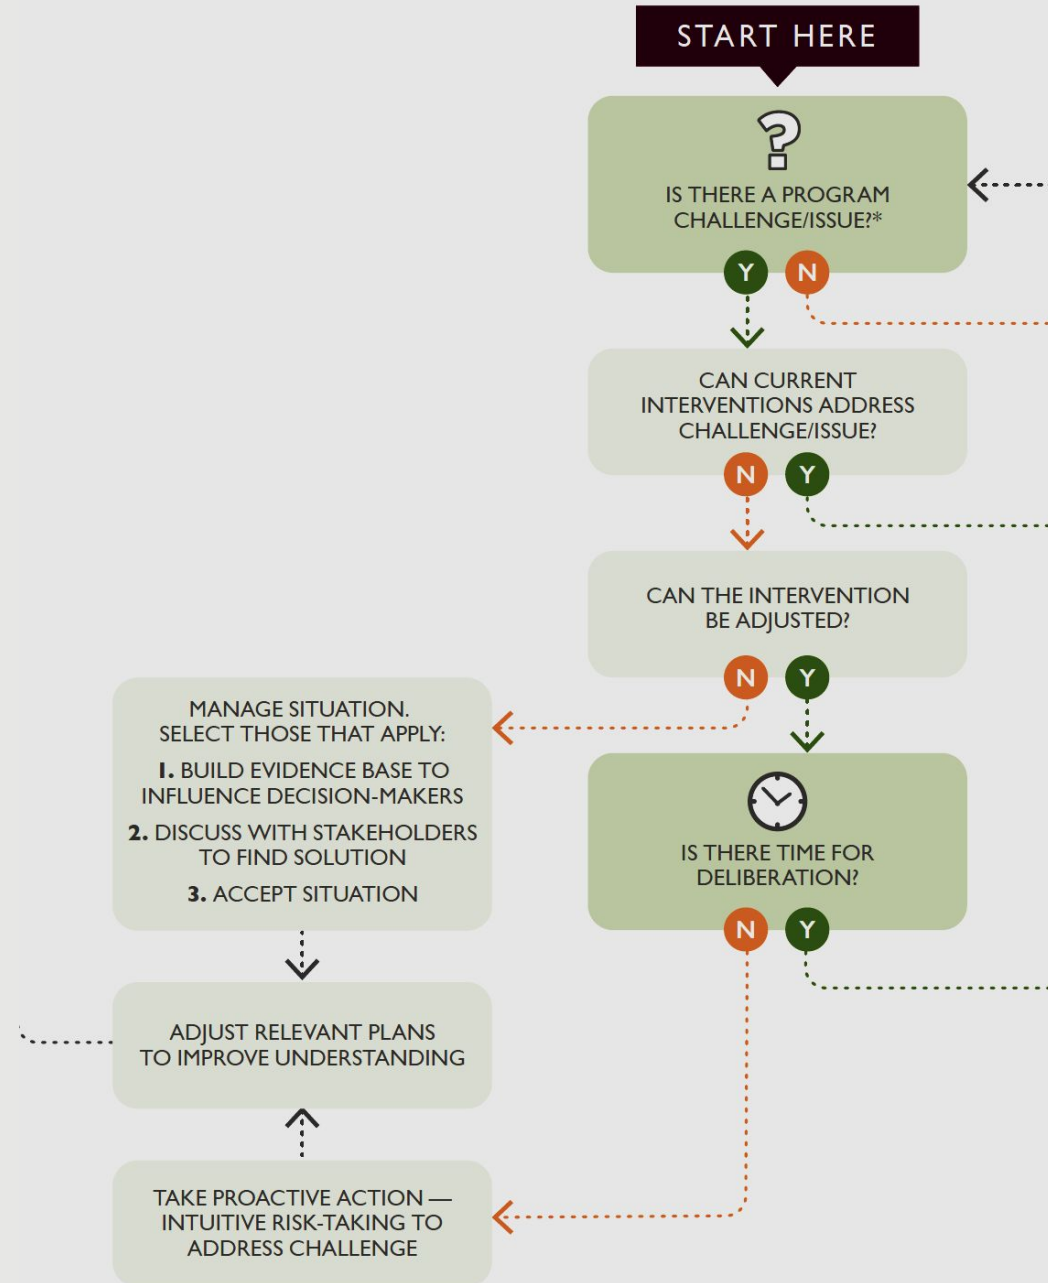 START HERE
?
IS THERE A PROGRAM
CHALLENGE/ISSUE?*
Y N
CAN CURRENT
INTERVENTIONS ADDRESS
CHALLENGE/ISSUE?
N Y
CAN THE INTERVENTION
BE ADJUSTED?
N Y
MANAGE SITUATION.
SELECT THOSE THAT APPLY:
1. BUILD EVIDENCE BASE TO
INFLUENCE DECISION-MAKERS
2. DISCUSS WITH STAKEHOLDERS
TO FIND SOLUTION
3. ACCEPT SITUATION
IS THERE TIME FOR
DELIBERATION?
N Y
ADJUST RELEVANT PLANS
TO IMPROVE UNDERSTANDING
TAKE PROACTIVE ACTION —
INTUITIVE RISK-TAKING TO
ADDRESS CHALLENGE